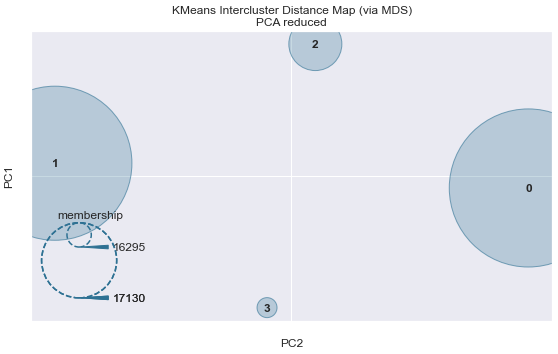 KMeans Intercluster Distance Map (via MDS)
PCA reduced
2
1
0
PC1
membership
16295
17130
3
PC2